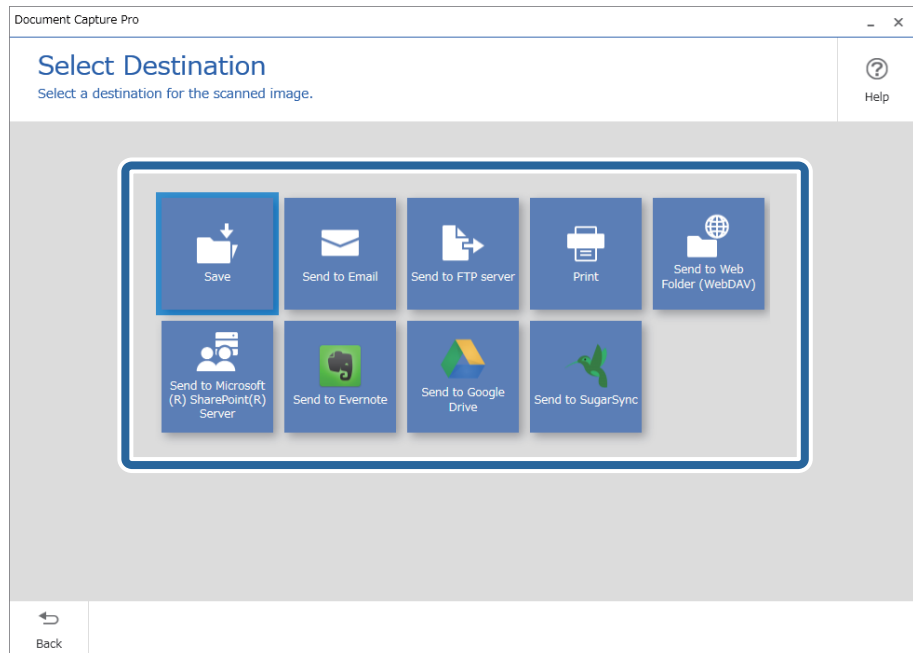 Document Capture Pro
Select Destination
Select a destination for the scanned image.
Help
Save
Send to Email
Send to FTP server
Print
Send to Web
Folder (WebDAV)
Send to Microsoft
(R) SharePoint(R)
Server
Send to Evernote
Send to Google
Drive
Send to SugarSync
Back